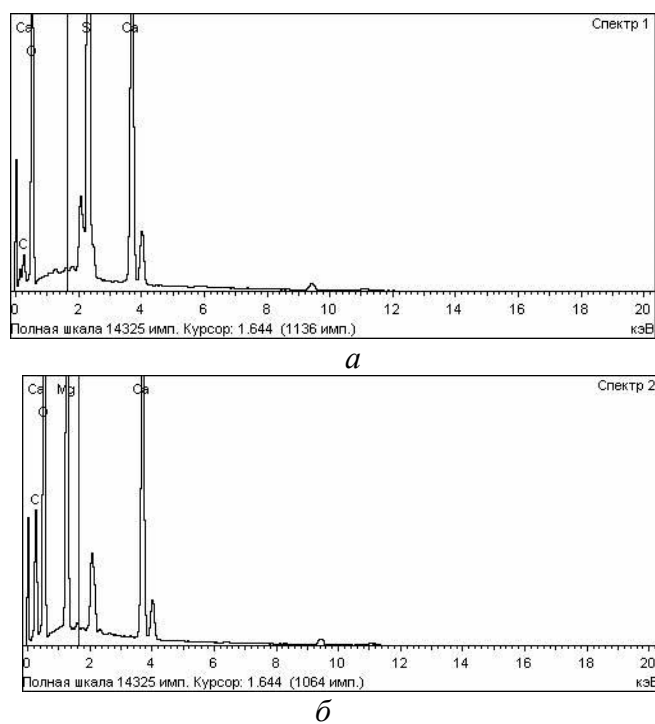 Спектр 1
Ca S Ca
O
C
0 2 4 6 8 10 12 14 16 18 20
Полная шкала 14325 имп. Курсор: 1.644 (1136 имп.) кэВ
а
Спектр 2
Ca Mg Ca
O
C
0 2 4 6 8 10 12 14 16 18 20
Полная шкала 14325 имп. Курсор: 1.644 (1064 имп.) кэВ
б